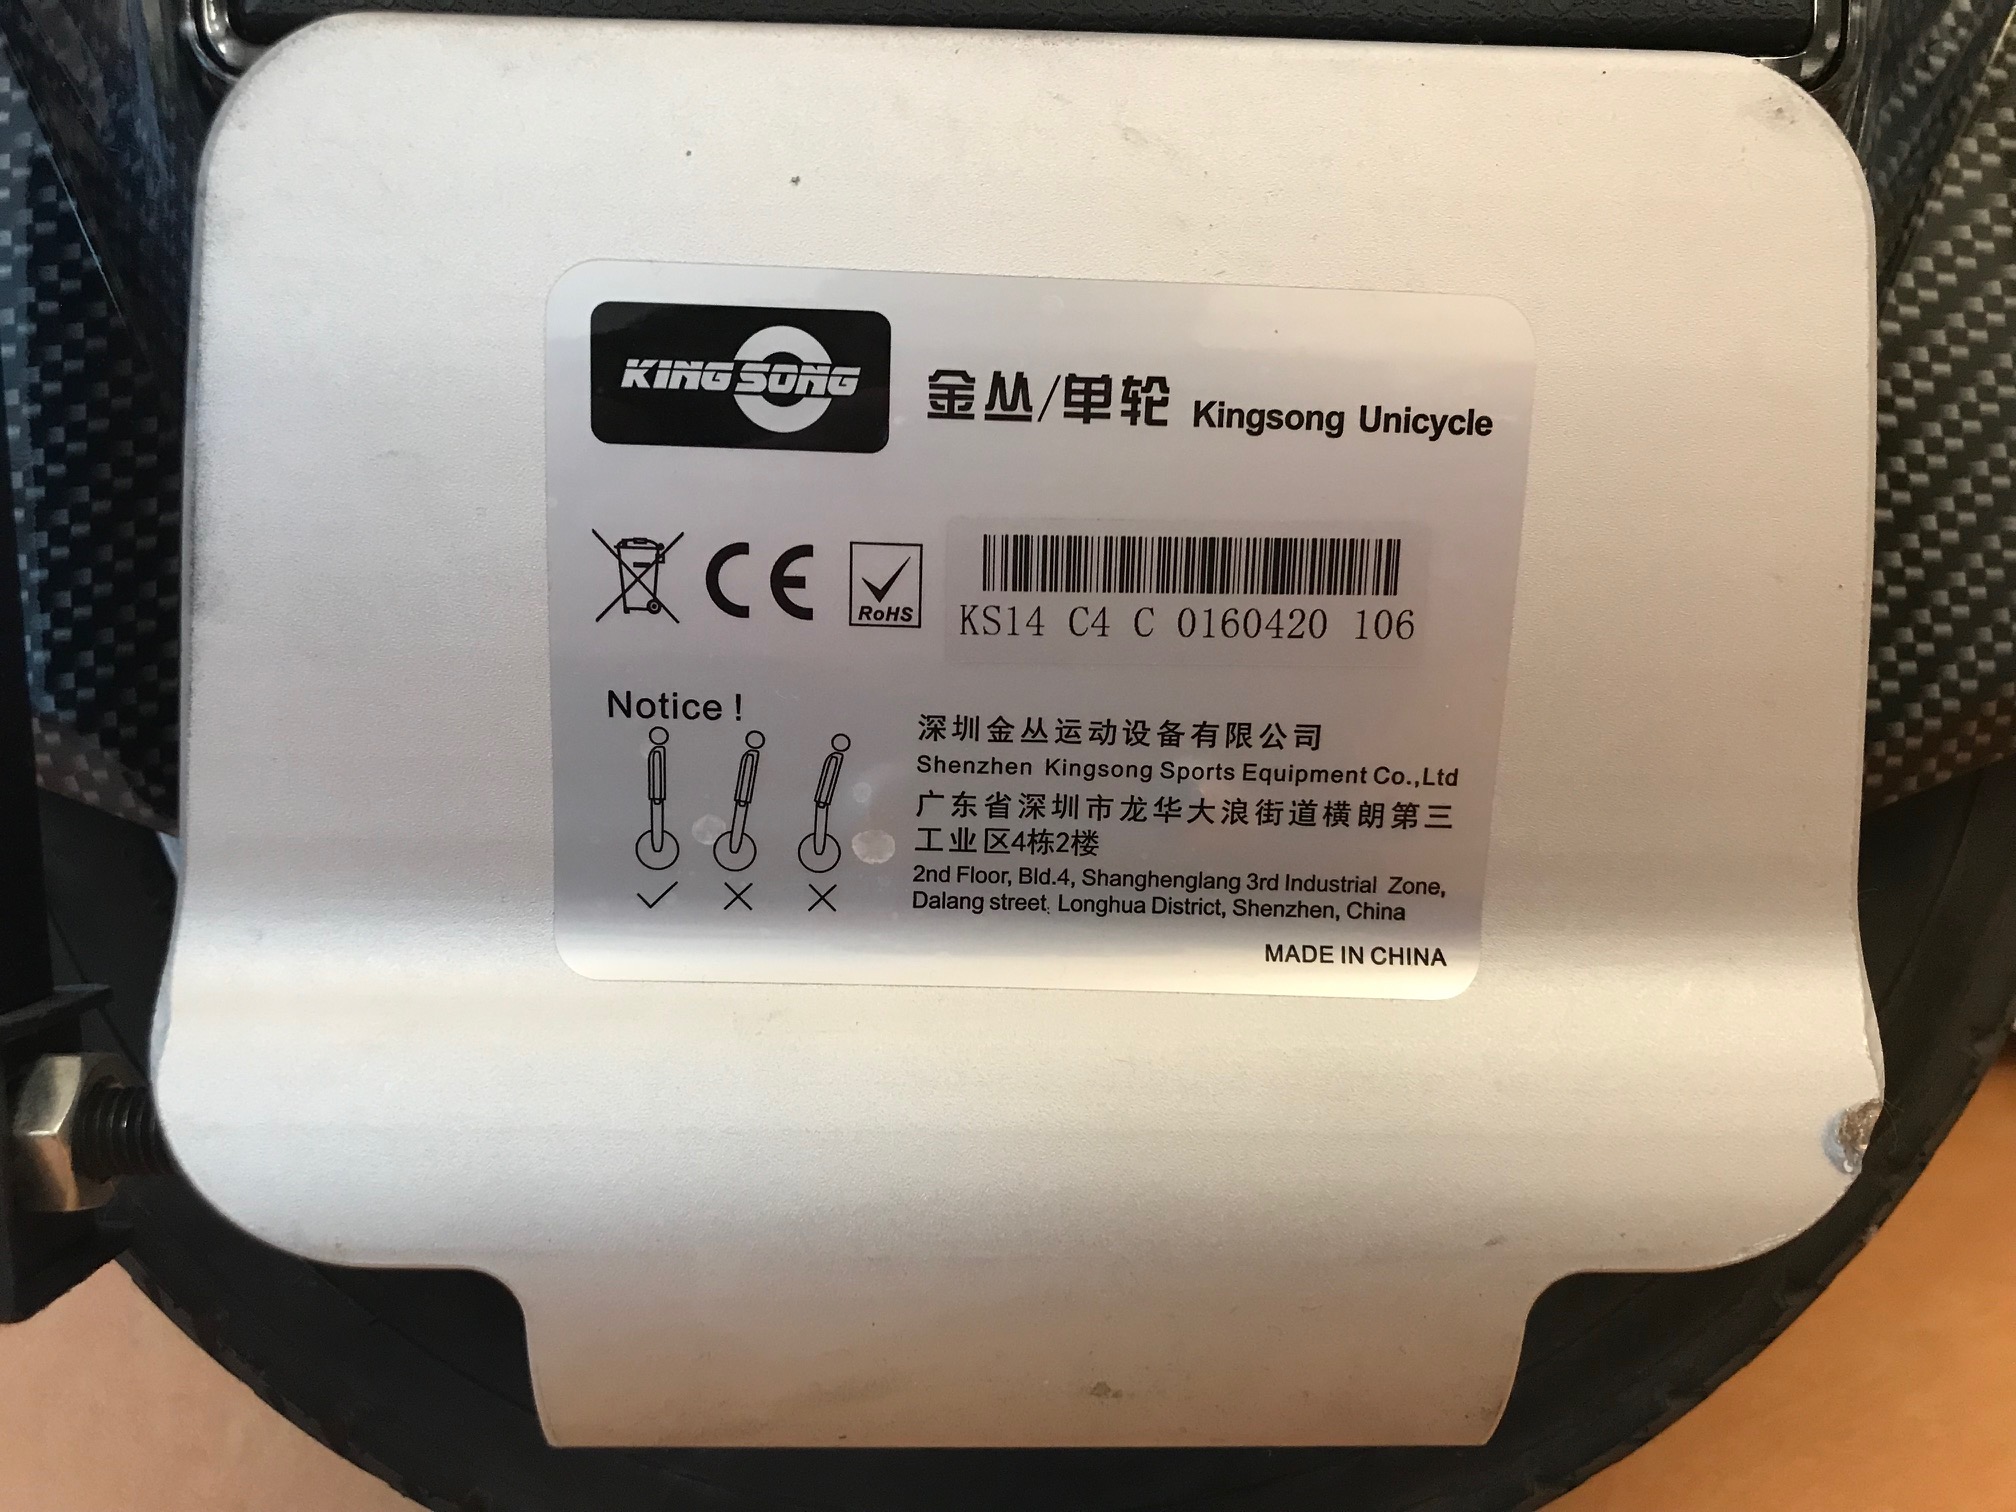 KING SONG
金丛/单轮 Kingsong Unicycle
RoHS
KS14 C4 C 0160420 106
Notice !
深圳金丛运动设备有限公司
Shenzhen Kingsong Sports Equipment Co.,Ltd
广东省深圳市龙华大浪街道横朗第三
工业区4栋2楼
2nd Floor, Bld.4, Shanghenglang 3rd Industrial Zone,
Dalang street, Longhua District, Shenzhen, China
MADE IN CHINA